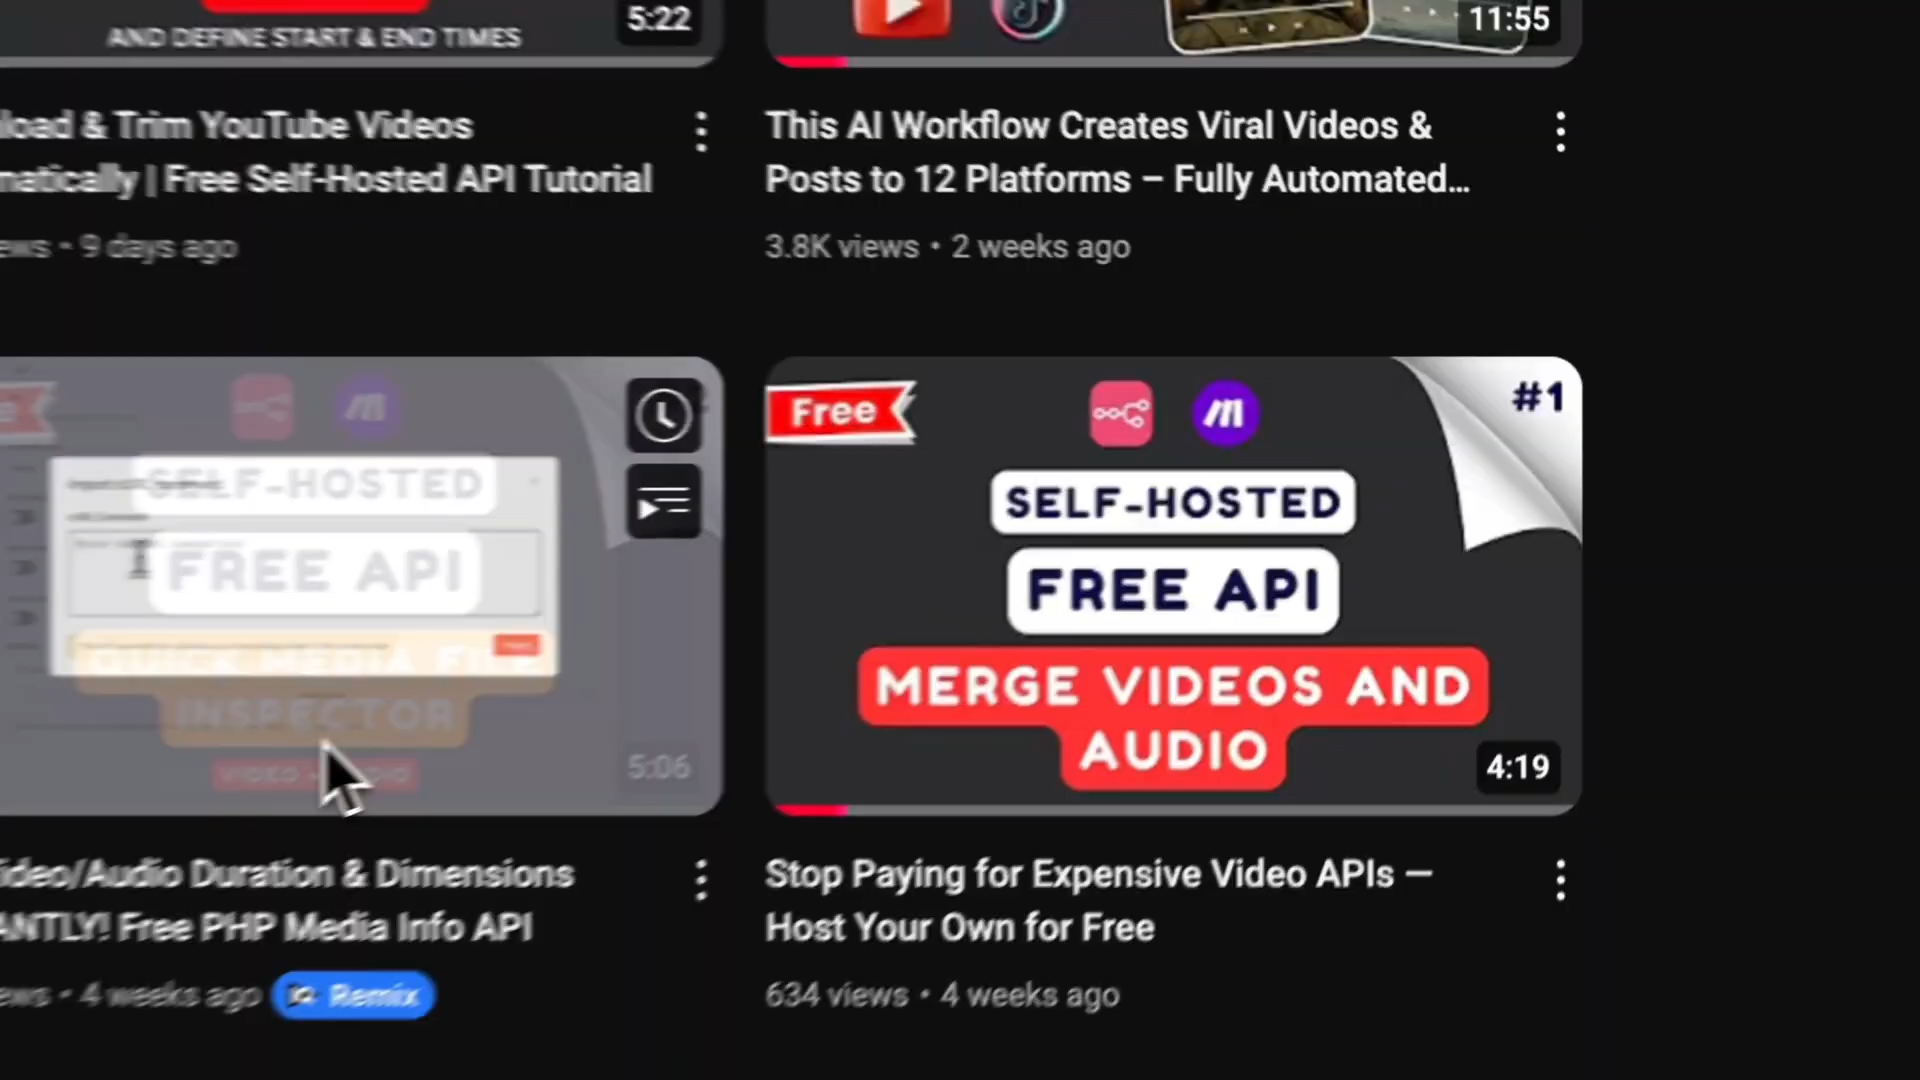 AND DEFINE START & END TIMES
5:22
11:55
load & Trim YouTube Videos
matically | Free Self-Hosted API Tutorial
ews • 9 days ago
This AI Workflow Creates Viral Videos &
Posts to 12 Platforms – Fully Automated...
3.8K views • 2 weeks ago
SELF-HOSTED
FREE API
QUICK MEDIA FILE
INSPECTOR
5:06
Free
#1
SELF-HOSTED
FREE API
MERGE VIDEOS AND
AUDIO
4:19
ideo/Audio Duration & Dimensions
ANTLY! Free PHP Media Info API
ews • 4 weeks ago
Remix
Stop Paying for Expensive Video APIs —
Host Your Own for Free
634 views • 4 weeks ago